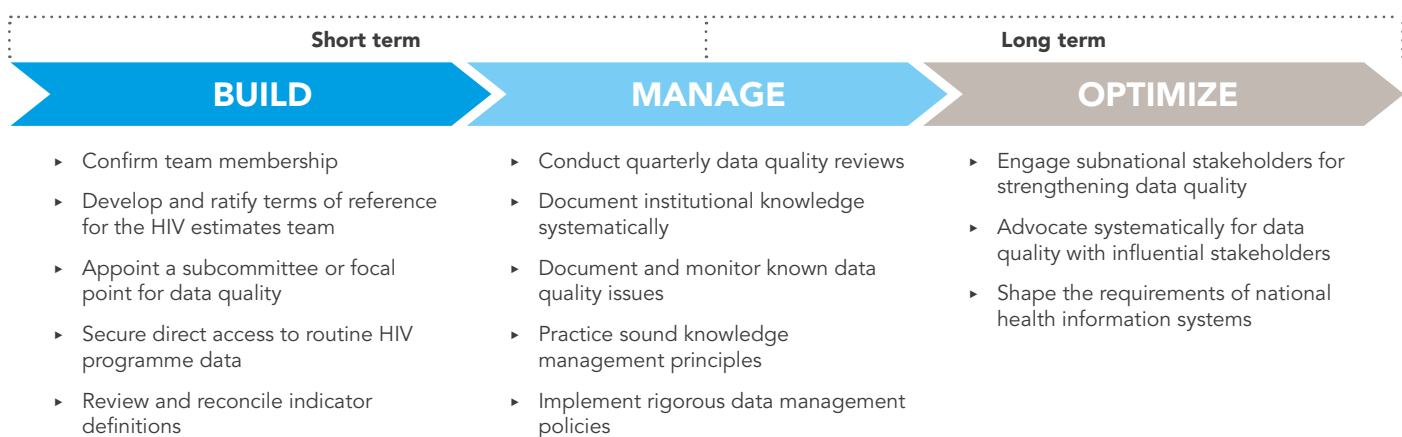 Short term
Long term
BUILD
MANAGE
OPTIMIZE
▸ Confirm team membership
▸ Develop and ratify terms of reference
for the HIV estimates team
▸ Appoint a subcommittee or focal
point for data quality
▸ Secure direct access to routine HIV
programme data
▸ Review and reconcile indicator
definitions
▸ Conduct quarterly data quality reviews
▸ Document institutional knowledge
systematically
▸ Document and monitor known data
quality issues
▸ Practice sound knowledge
management principles
▸ Implement rigorous data management
policies
▸ Engage subnational stakeholders for
strengthening data quality
▸ Advocate systematically for data
quality with influential stakeholders
▸ Shape the requirements of national
health information systems